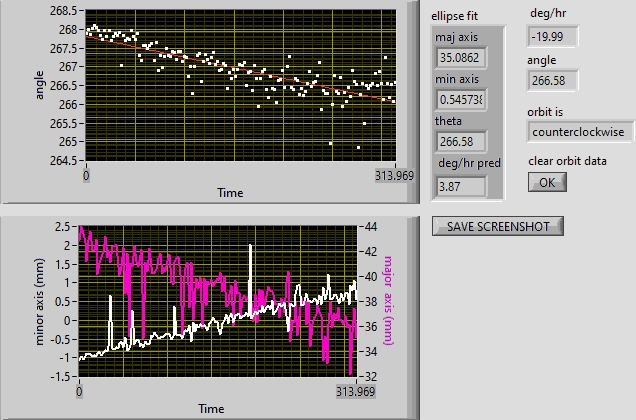 268.5
268
267.5
267
266.5
266
265.5
265
264.5
angle
0
313.969
Time
ellipse fit
maj axis
35.0862
min axis
0.545738
theta
266.58
deg/hr pred
3.87
deg/hr
-19.99
angle
266.58
orbit is
counterclockwise
clear orbit data
OK
SAVE SCREENSHOT
2.5
2
1.5
1
0.5
0
-0.5
-1
-1.5
minor axis (mm)
44
42
40
38
36
34
32
major axis (mm)
0
313.969
Time